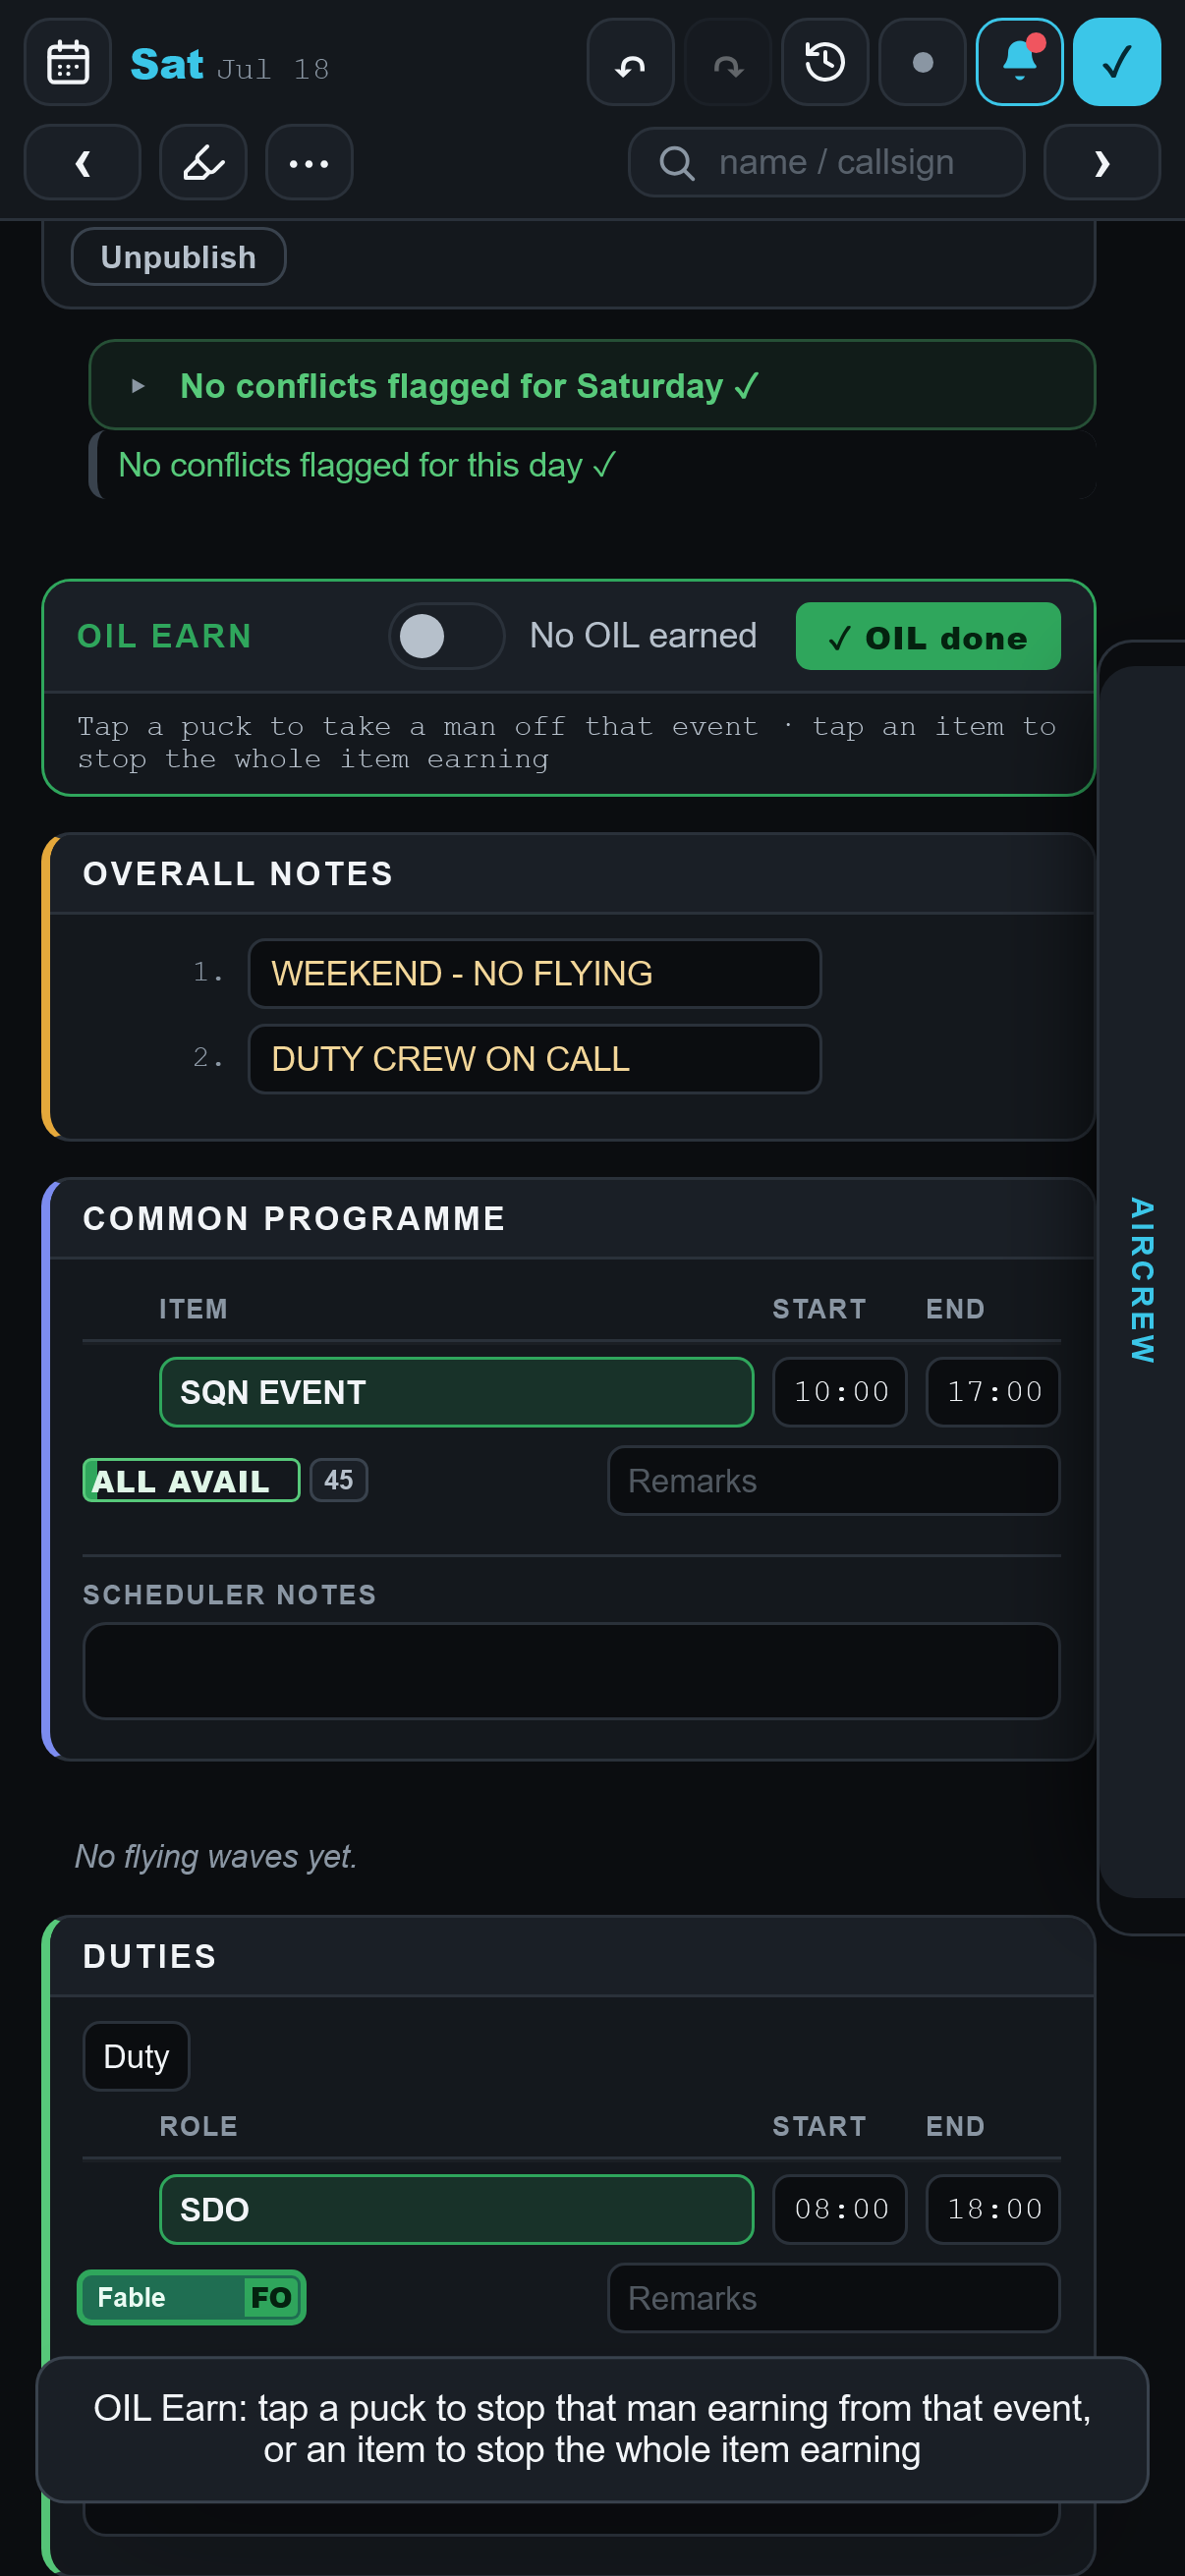 Sat Jul 18
name / callsign
Unpublish
No conflicts flagged for Saturday ✓
No conflicts flagged for this day ✓
OIL EARN No OIL earned ✓ OIL done
Tap a puck to take a man off that event · tap an item to
stop the whole item earning
OVERALL NOTES
1. WEEKEND - NO FLYING
2. DUTY CREW ON CALL
COMMON PROGRAMME
ITEM START END
SQN EVENT 10:00 17:00
ALL AVAIL 45 Remarks
SCHEDULER NOTES
AIRCREW
No flying waves yet.
DUTIES
Duty
ROLE START END
SDO 08:00 18:00
Fable FO Remarks
OIL Earn: tap a puck to stop that man earning from that event,
or an item to stop the whole item earning